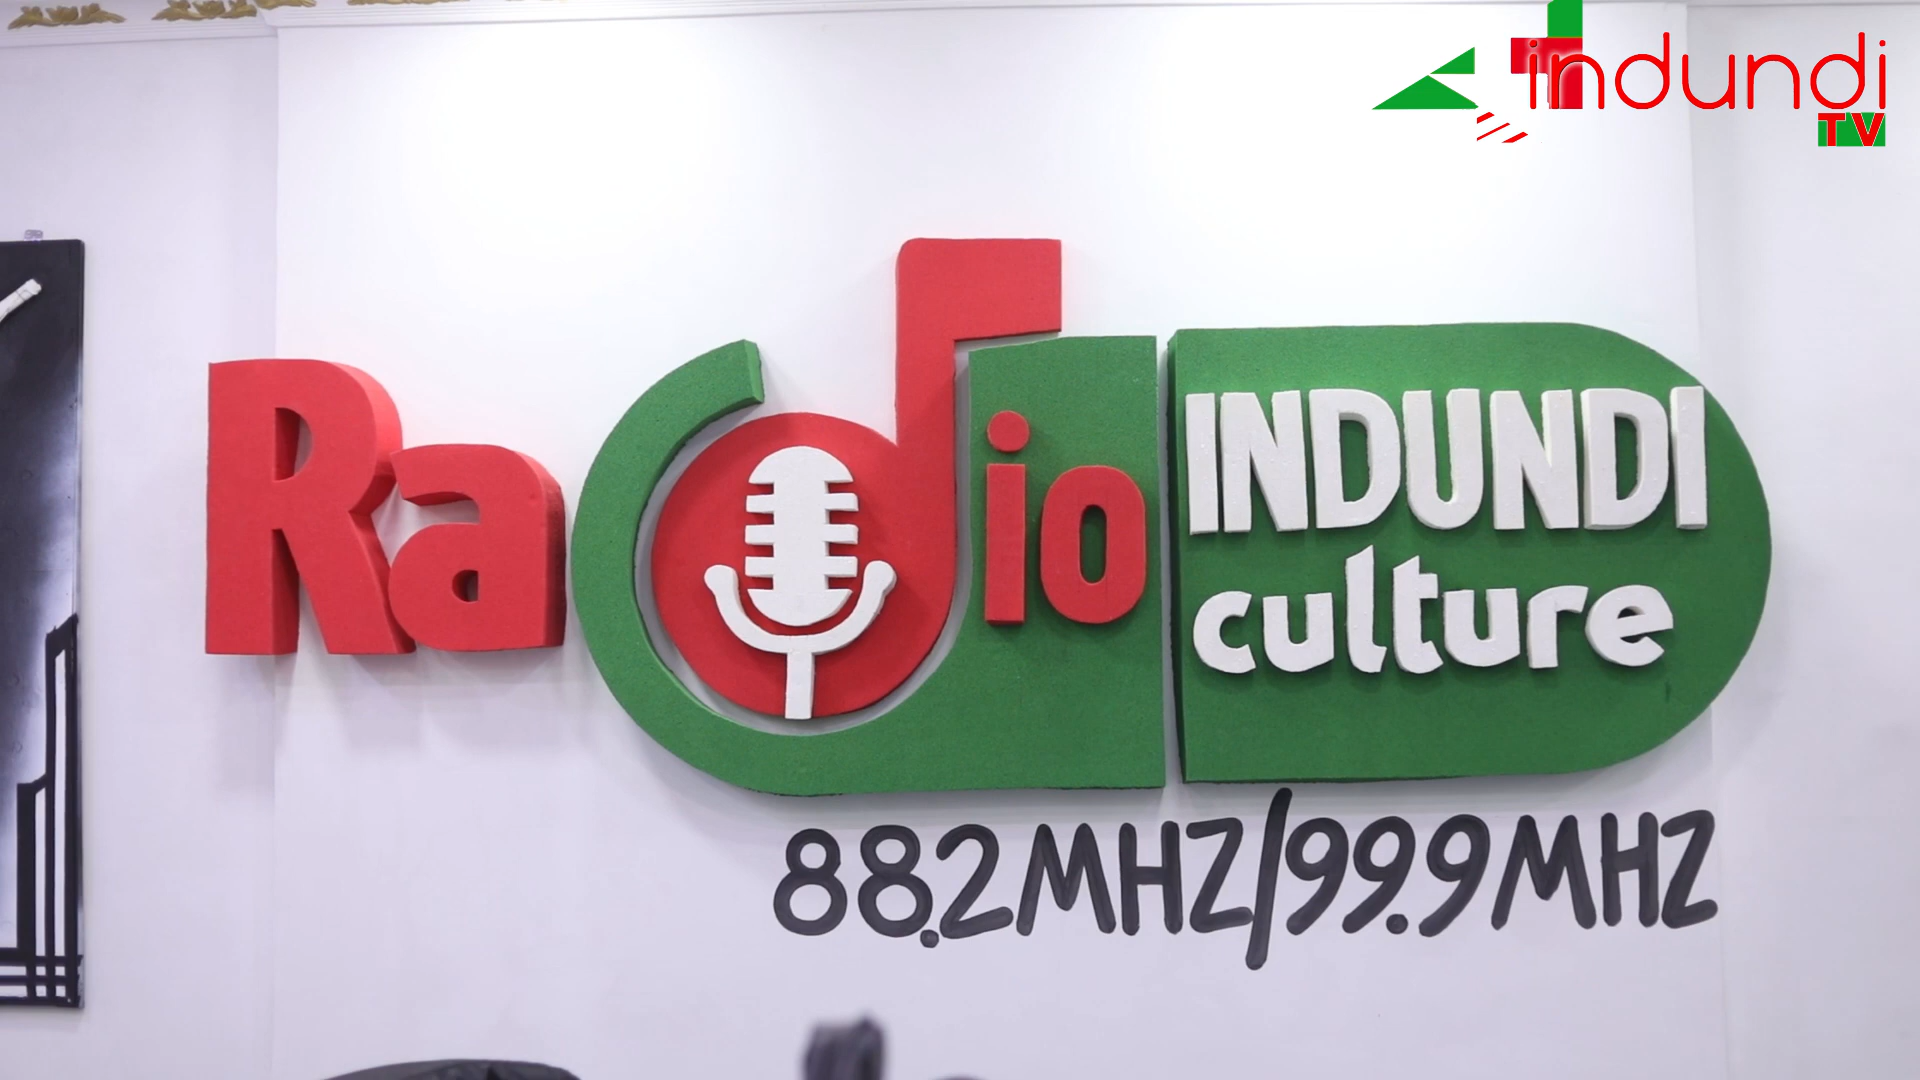 indundi
TV
Radio
INDUNDI
culture
88.2MHZ/99.9MHZ